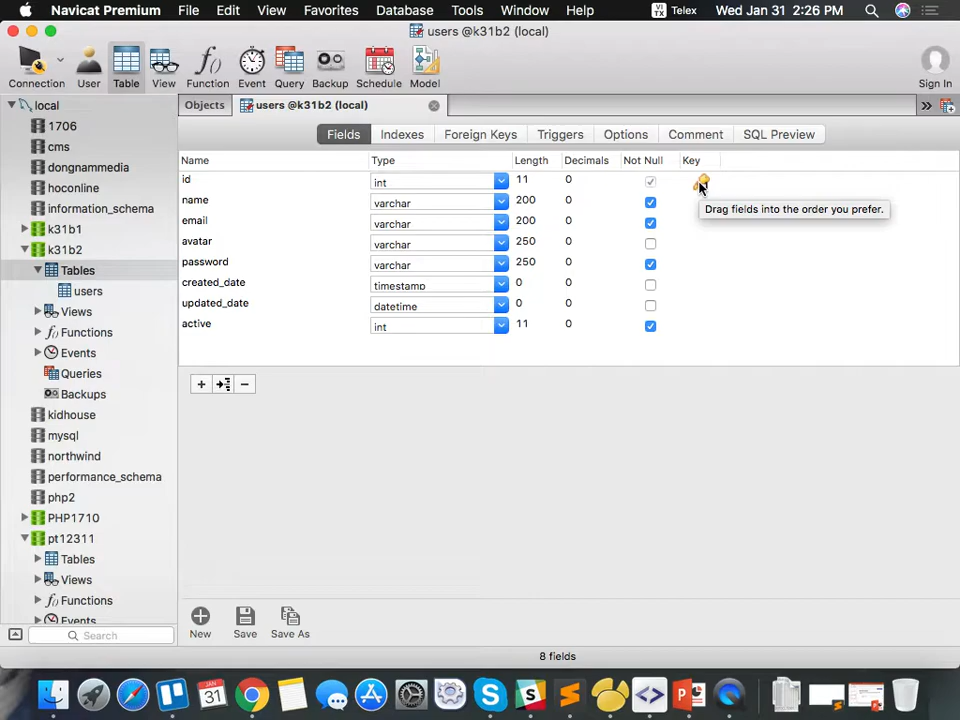 Navicat Premium File Edit View Favorites Database Tools Window Help VI TX Telex Wed Jan 31 2:26 PM
users @k31b2 (local)
Connection User Table View Function Event Query Backup Schedule Model Sign In
local
1706
cms
dongnammedia
hoconline
information_schema
k31b1
k31b2
Tables
users
Views
Functions
Events
Queries
Backups
kidhouse
mysql
northwind
performance_schema
php2
PHP1710
pt12311
Tables
Views
Functions
Events
Search
Objects users @k31b2 (local)
Fields Indexes Foreign Keys Triggers Options Comment SQL Preview
Name Type Length Decimals Not Null Key
id int 11 0
name varchar 200 0
email varchar 200 0
avatar varchar 250 0
password varchar 250 0
created_date timestamp 0 0
updated_date datetime 0 0
active int 11 0
Drag fields into the order you prefer.
New Save Save As
8 fields
JAN
31